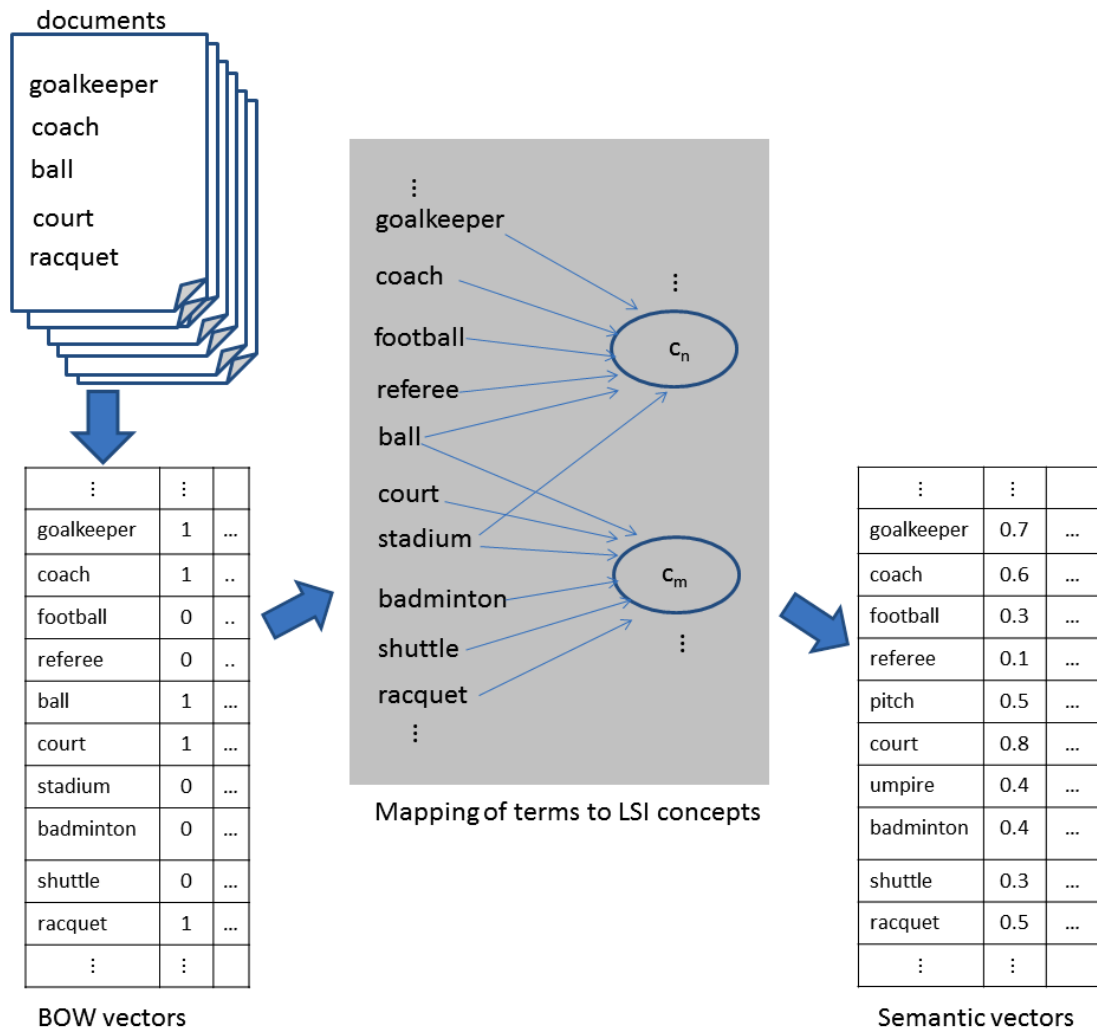 documents
goalkeeper
coach
ball
court
racquet
⋮ ⋮
goalkeeper 1 ...
coach 1 ..
football 0 ..
referee 0 ..
ball 1 ...
court 1 ...
stadium 0 ...
badminton 0 ...
shuttle 0 ...
racquet 1 ...
⋮ ⋮
BOW vectors
⋮
goalkeeper
coach
football
referee
ball
court
stadium
badminton
shuttle
racquet
⋮
⋮
cn
cm
⋮
Mapping of terms to LSI concepts
⋮ ⋮
goalkeeper 0.7 ...
coach 0.6 ...
football 0.3 ...
referee 0.1 ...
pitch 0.5 ...
court 0.8 ...
umpire 0.4 ...
badminton 0.4 ...
shuttle 0.3 ...
racquet 0.5 ...
⋮ ⋮
Semantic vectors